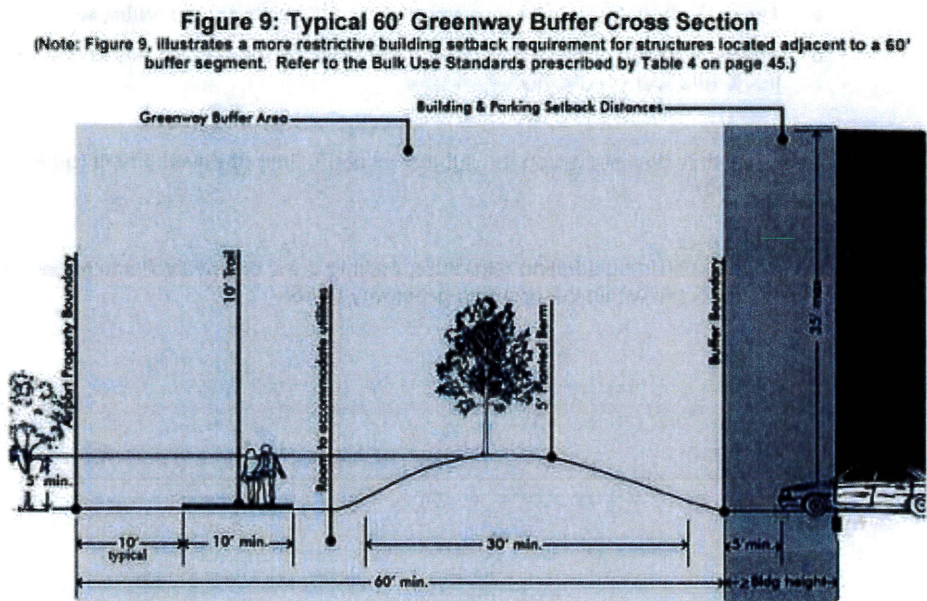 Figure 9: Typical 60' Greenway Buffer Cross Section
(Note: Figure 9, illustrates a more restrictive building setback requirement for structures located adjacent to a 60'
buffer segment. Refer to the Bulk Use Standards prescribed by Table 4 on page 45.)
Building & Parking Setback Distances
Greenway Buffer Area
Airport Property Boundary
10' Trail
Room to accommodate utilities
5' Planted Berm
Buffer Boundary
35' max.
5' min.
10'
typical
10' min.
30' min.
5' min.
60' min.
≥ Bldg height